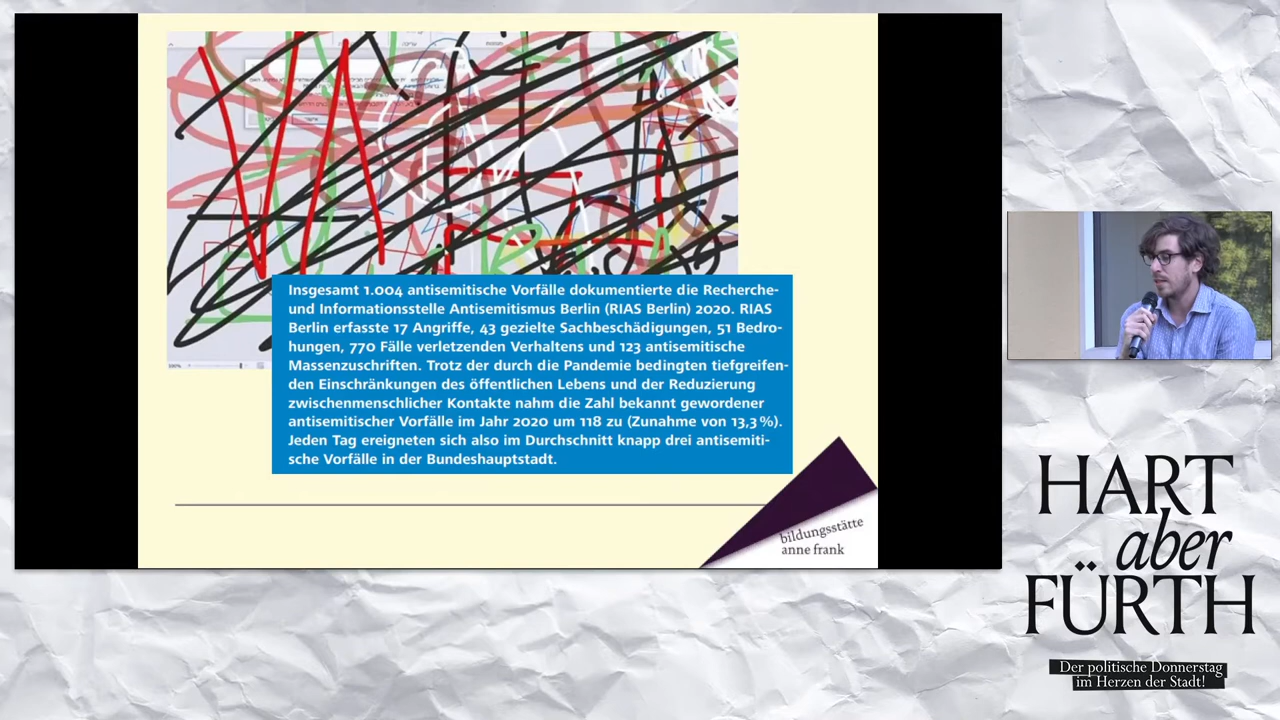 Insgesamt 1.004 antisemitische Vorfälle dokumentierte die Recherche-
und Informationsstelle Antisemitismus Berlin (RIAS Berlin) 2020. RIAS
Berlin erfasste 17 Angriffe, 43 gezielte Sachbeschädigungen, 51 Bedro-
hungen, 770 Fälle verletzenden Verhaltens und 123 antisemitische
Massenzuschriften. Trotz der durch die Pandemie bedingten tiefgreifen-
den Einschränkungen des öffentlichen Lebens und der Reduzierung
zwischenmenschlicher Kontakte nahm die Zahl bekannt gewordener
antisemitischer Vorfälle im Jahr 2020 um 118 zu (Zunahme von 13,3 %).
Jeden Tag ereigneten sich also im Durchschnitt knapp drei antisemiti-
sche Vorfälle in der Bundeshauptstadt.
bildungsstätte
anne frank
HART
aber
FÜRTH
Der politische Donnerstag
im Herzen der Stadt!